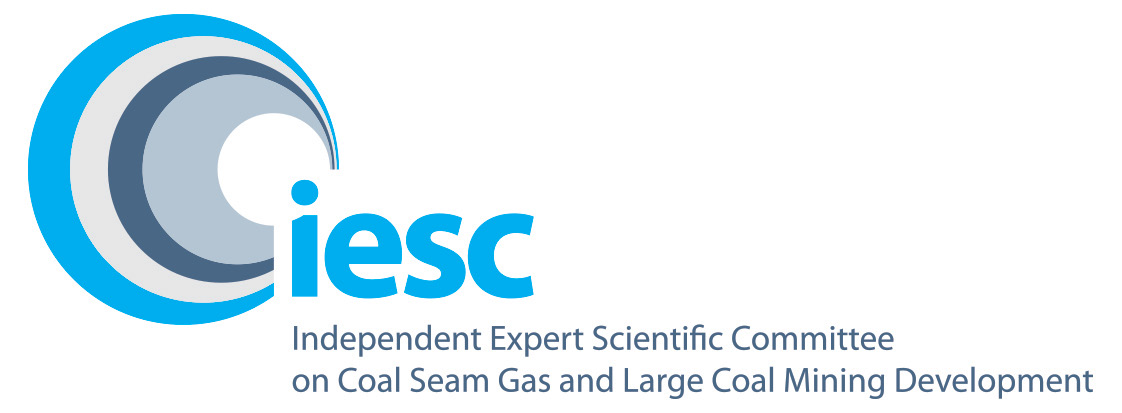 iesc
Independent Expert Scientific Committee
on Coal Seam Gas and Large Coal Mining Development